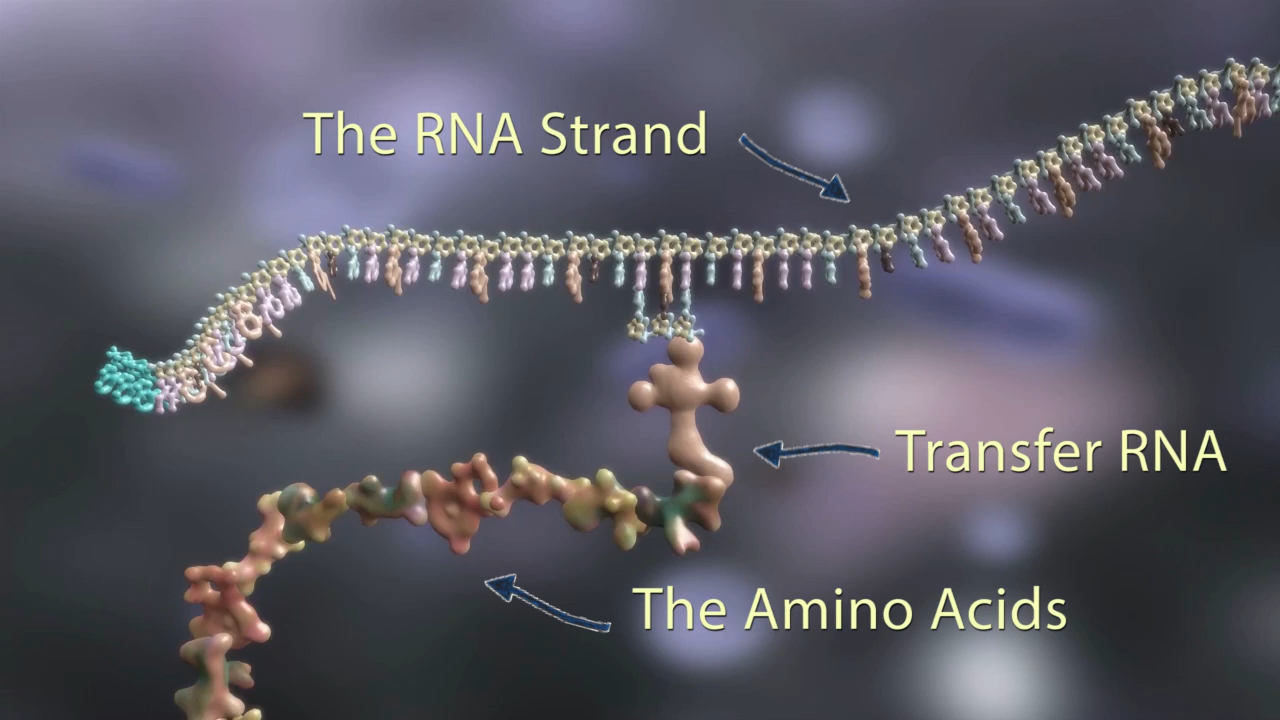 The RNA Strand
Transfer RNA
The Amino Acids